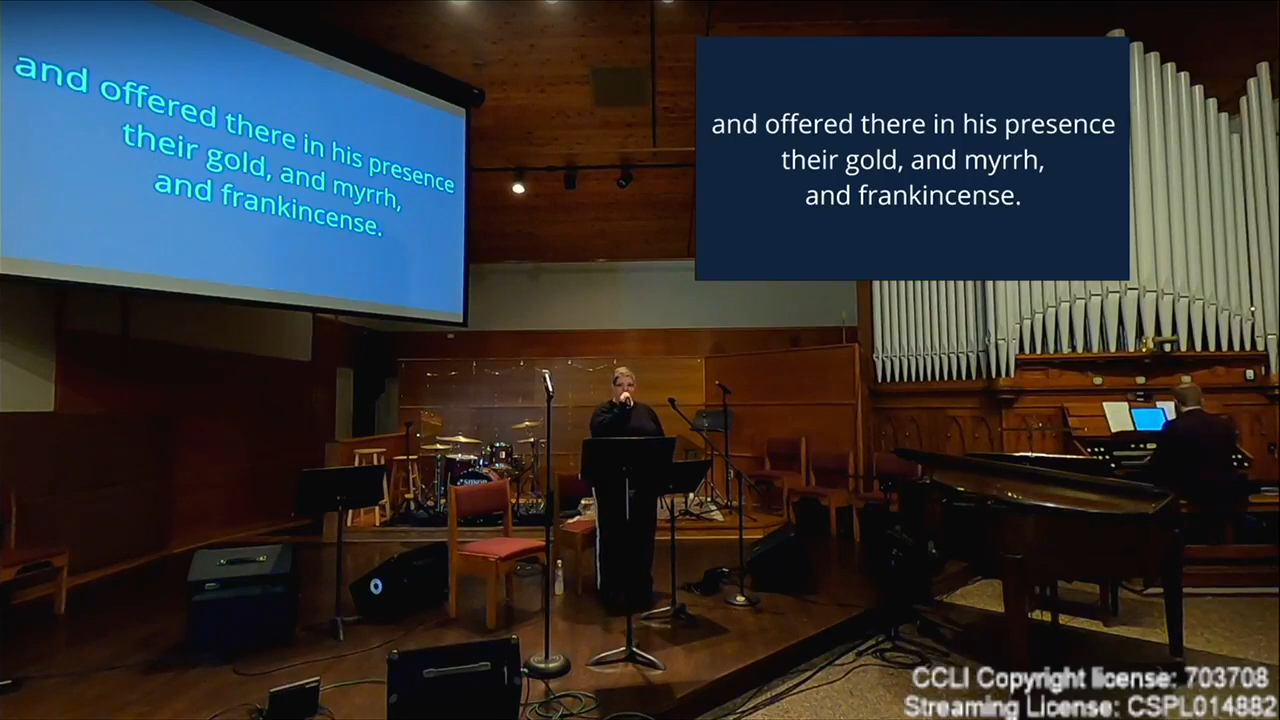 and offered there in his presence
their gold, and myrrh,
and frankincense.
and offered there in his presence
their gold, and myrrh,
and frankincense.
CCLI Copyright license: 703708
Streaming License: CSPL014882